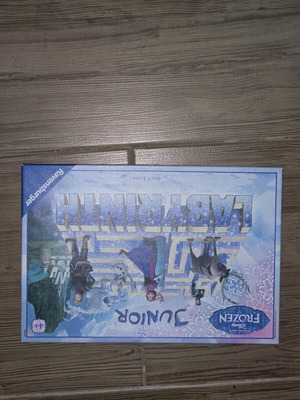 Disney
FROZEN
JUNIOR
4+
LABYRINTH
Ravensburger